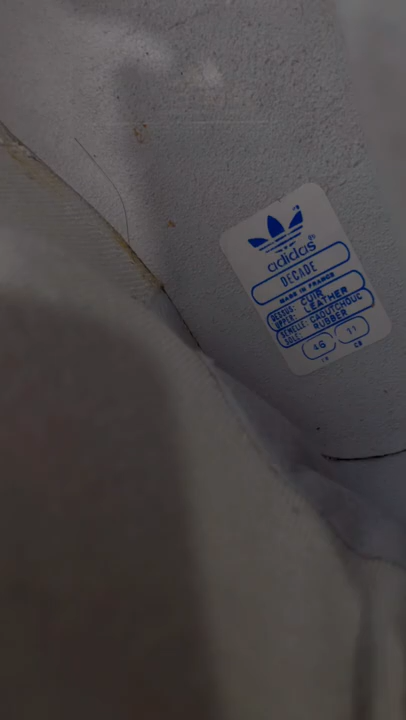 adidas
DECADE
MADE IN FRANCE
DESSUS: CUIR
UPPER: LEATHER
SEMELLE: CAOUTCHOUC
SOLE: RUBBER
46 11